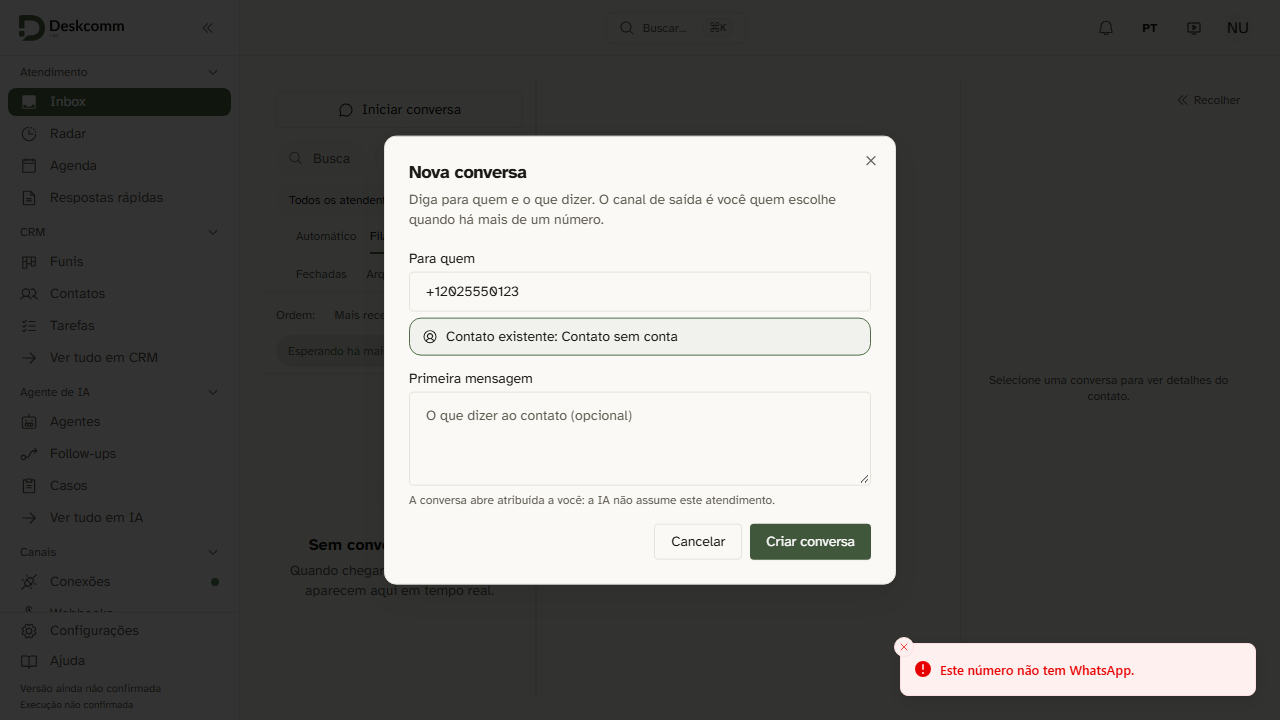 Deskcomm
Buscar...
⌘K
PT
NU
Atendimento
Inbox
Radar
Agenda
Respostas rápidas
CRM
Funis
Contatos
Tarefas
Ver tudo em CRM
Agente de IA
Agentes
Follow-ups
Casos
Ver tudo em IA
Canais
Conexões
Webhooks
Configurações
Ajuda
Versão ainda não confirmada
Execução não confirmada
Iniciar conversa
Busca
Todos os atendent
Automático
Fechadas
Ordem:
Mais rece
Esperando há mai
Sem conve
Quando chegar
aparecem aqui em tempo real.
Recolher
Selecione uma conversa para ver detalhes do
contato.
Nova conversa
Diga para quem e o que dizer. O canal de saída é você quem escolhe
quando há mais de um número.
Para quem
+12025550123
Contato existente: Contato sem conta
Primeira mensagem
O que dizer ao contato (opcional)
A conversa abre atribuida a você: a IA não assume este atendimento.
Cancelar
Criar conversa
Este número não tem WhatsApp.